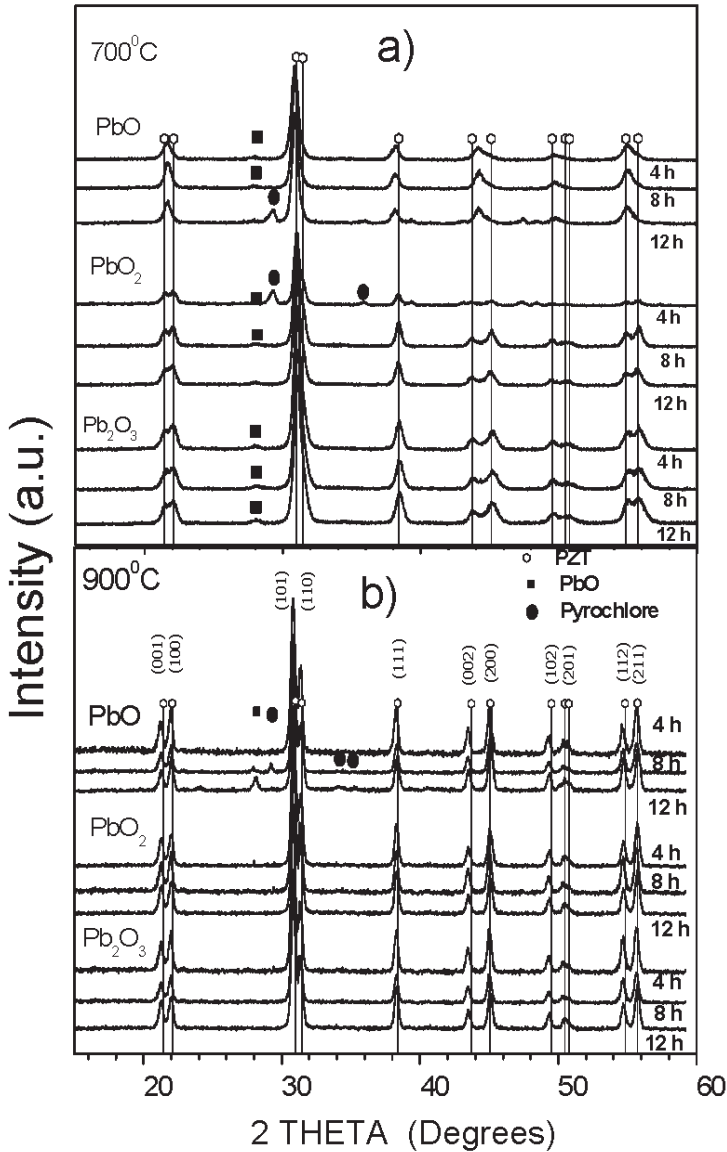 700⁰C
a)
PbO
4 h
8 h
12 h
PbO₂
4 h
8 h
12 h
Pb₂O₃
4 h
8 h
12 h
Intensity (a.u.)
900⁰C
b)
PZT
PbO
Pyrochlore
(001)
(100)
(101)
(110)
(111)
(002)
(200)
(102)
(201)
(112)
(211)
PbO
4 h
8 h
12 h
PbO₂
4 h
8 h
12 h
Pb₂O₃
4 h
8 h
12 h
20 30 40 50 60
2 THETA (Degrees)